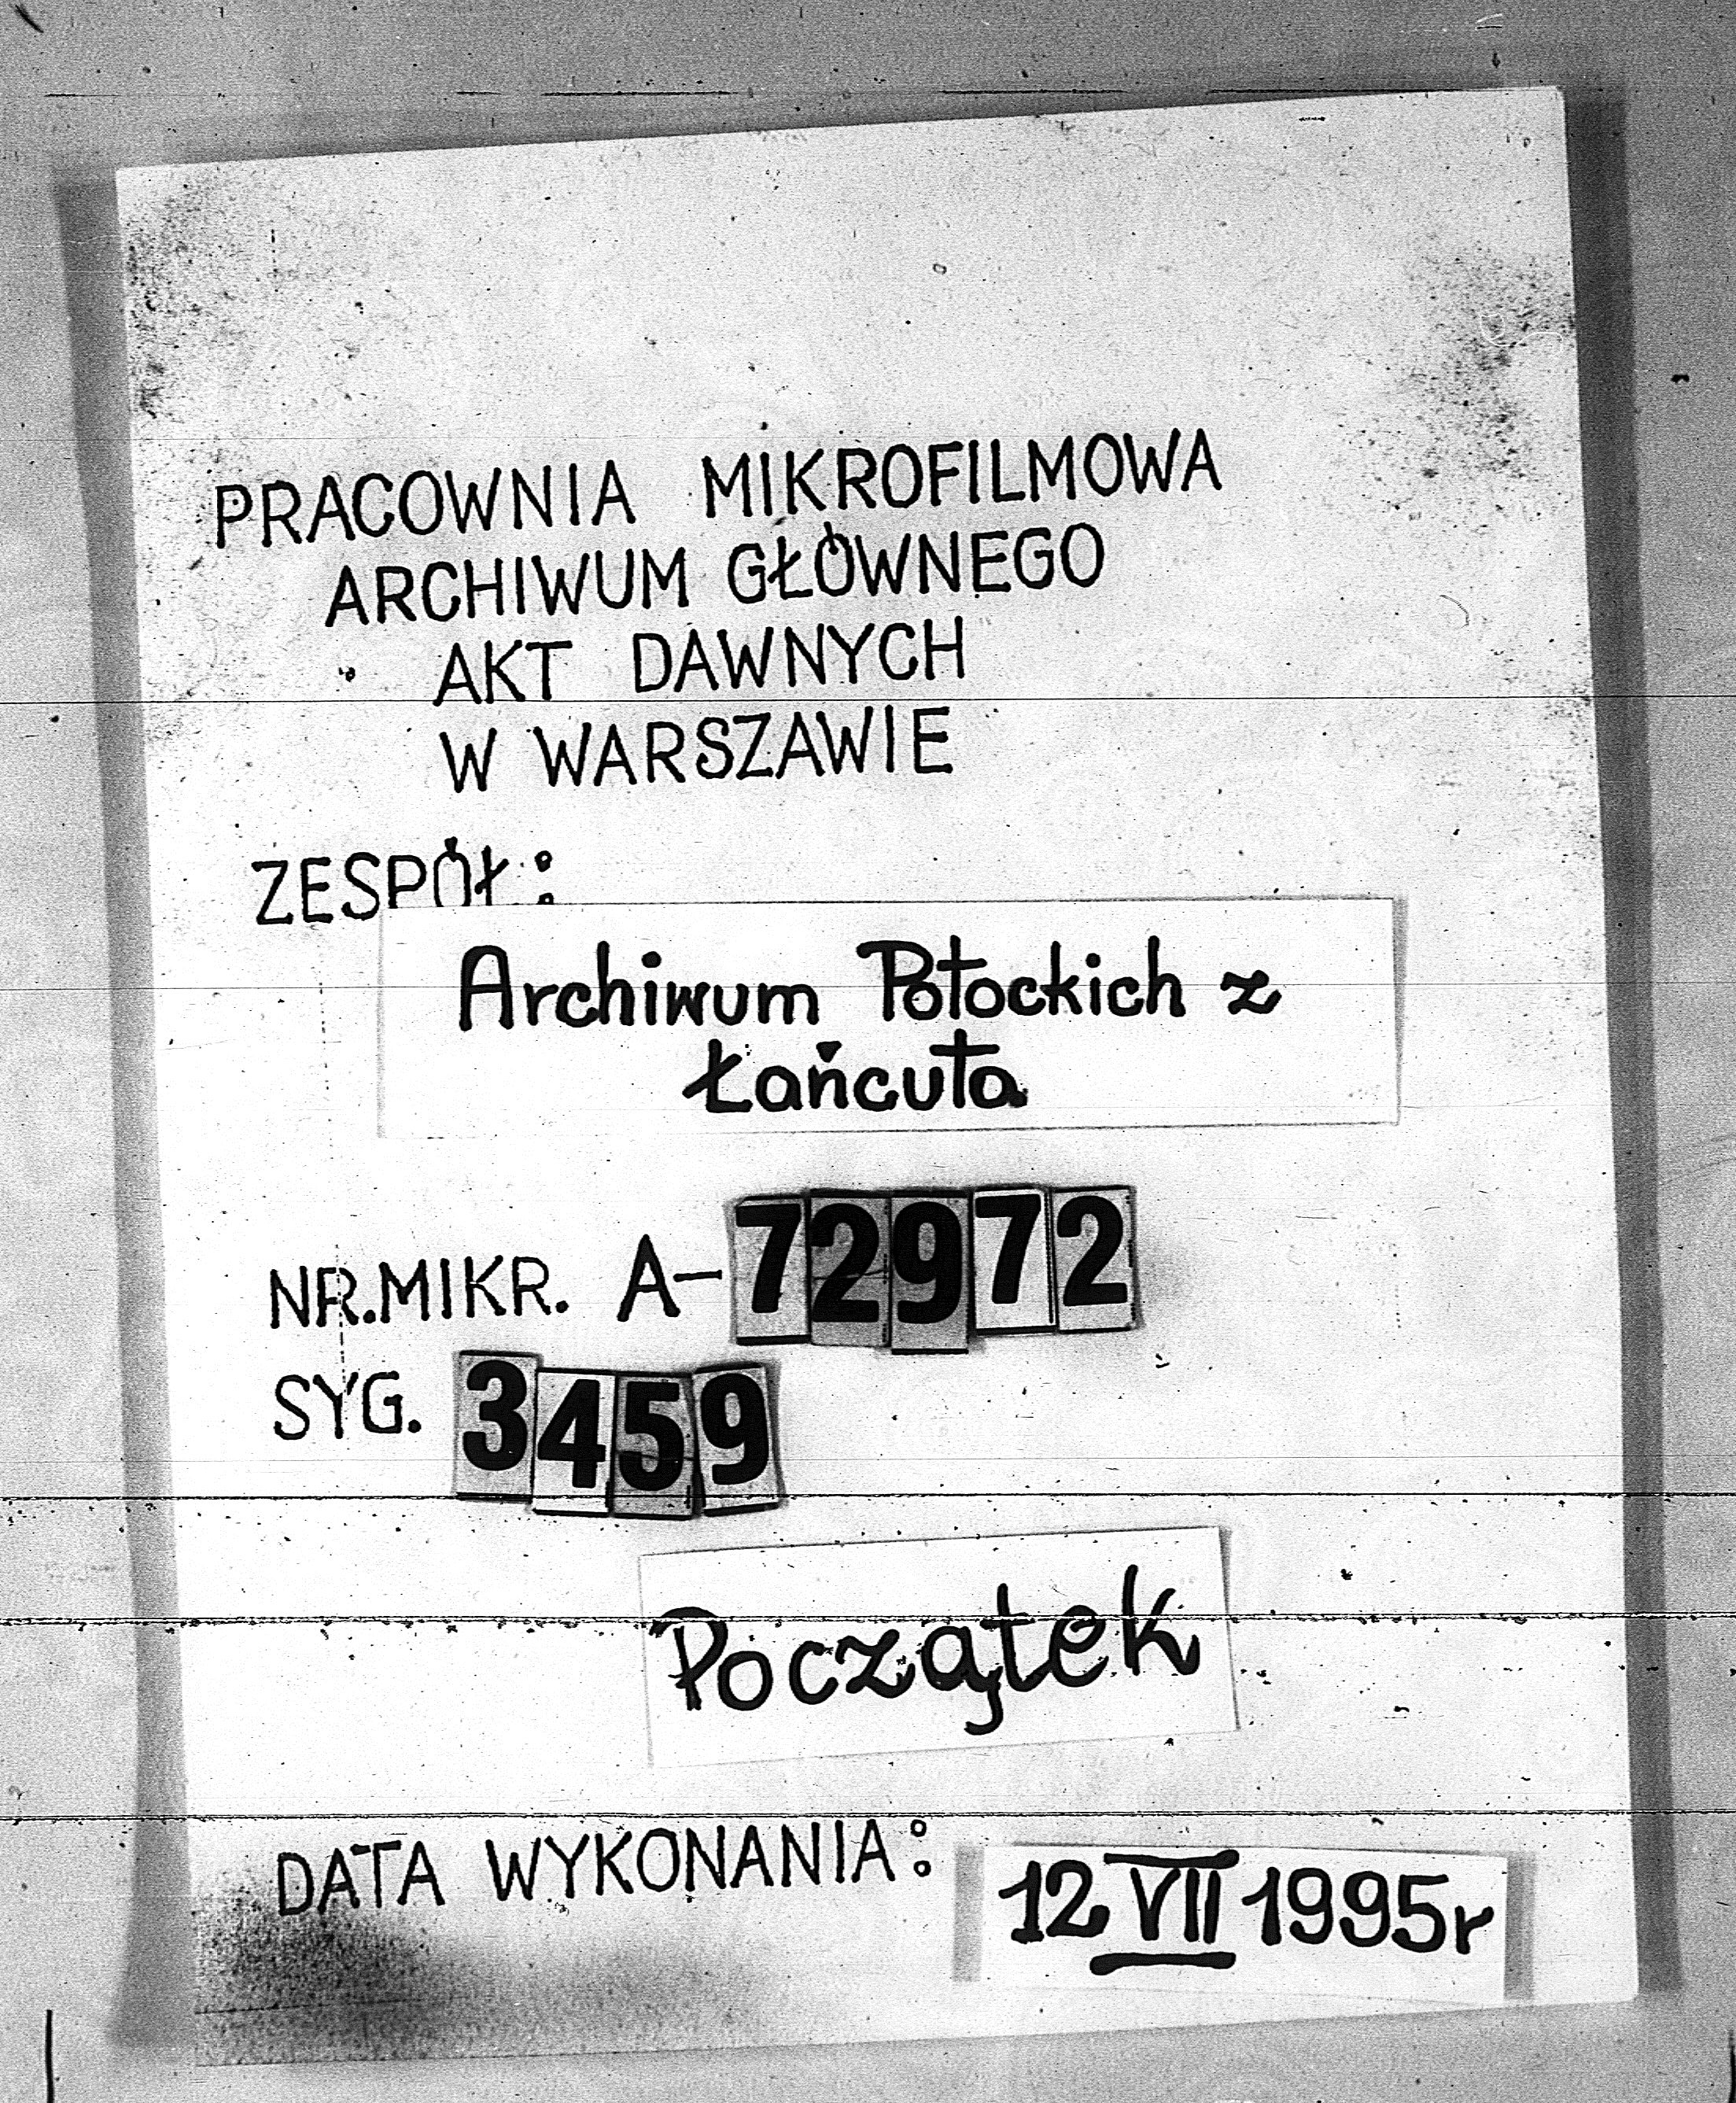 PRACOWNIA MIKROFILMOWA
ARCHIWUM GŁÓWNEGO
AKT DAWNYCH
W WARSZAWIE
ZESPÓŁ:
Archiwum Potockich z
Łańcuta
NR.MIKR. A-72972
SYG. 3459
Początek
DATA WYKONANIA: 12 VII 1995r